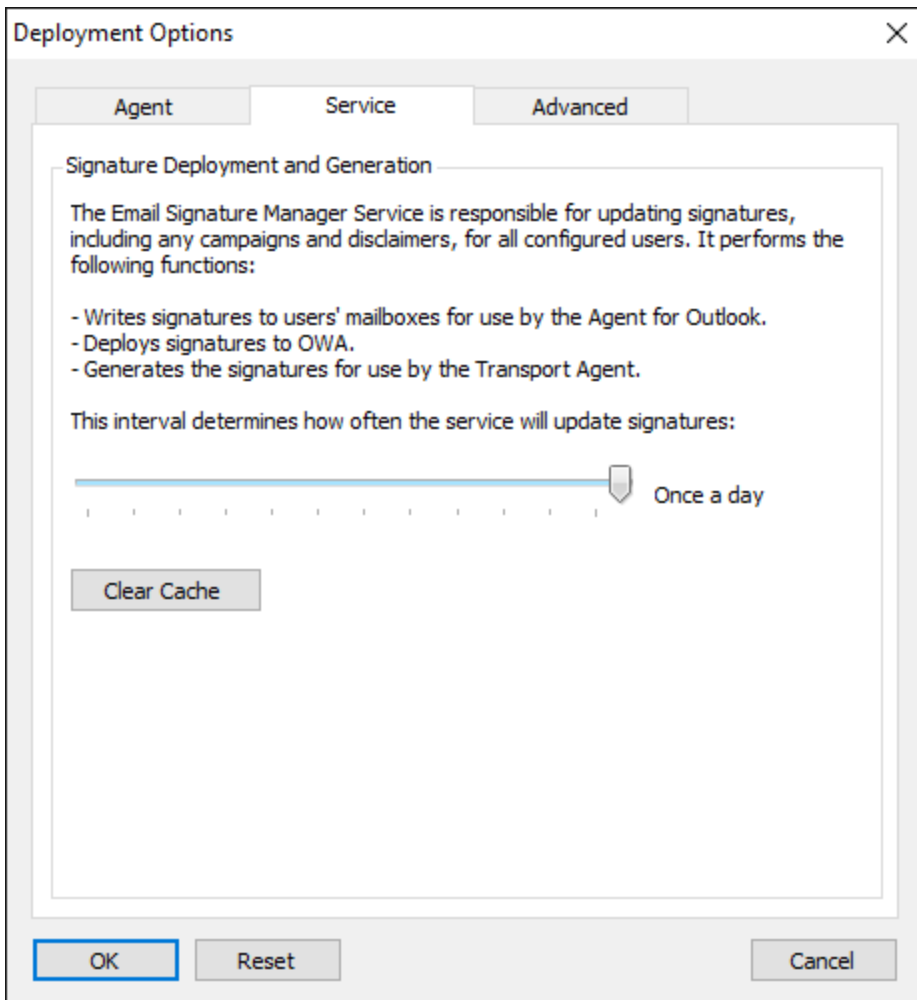 Deployment Options
Agent
Service
Advanced
Signature Deployment and Generation
The Email Signature Manager Service is responsible for updating signatures,
including any campaigns and disclaimers, for all configured users. It performs the
following functions:
- Writes signatures to users' mailboxes for use by the Agent for Outlook.
- Deploys signatures to OWA.
- Generates the signatures for use by the Transport Agent.
This interval determines how often the service will update signatures:
Once a day
Clear Cache
OK
Reset
Cancel